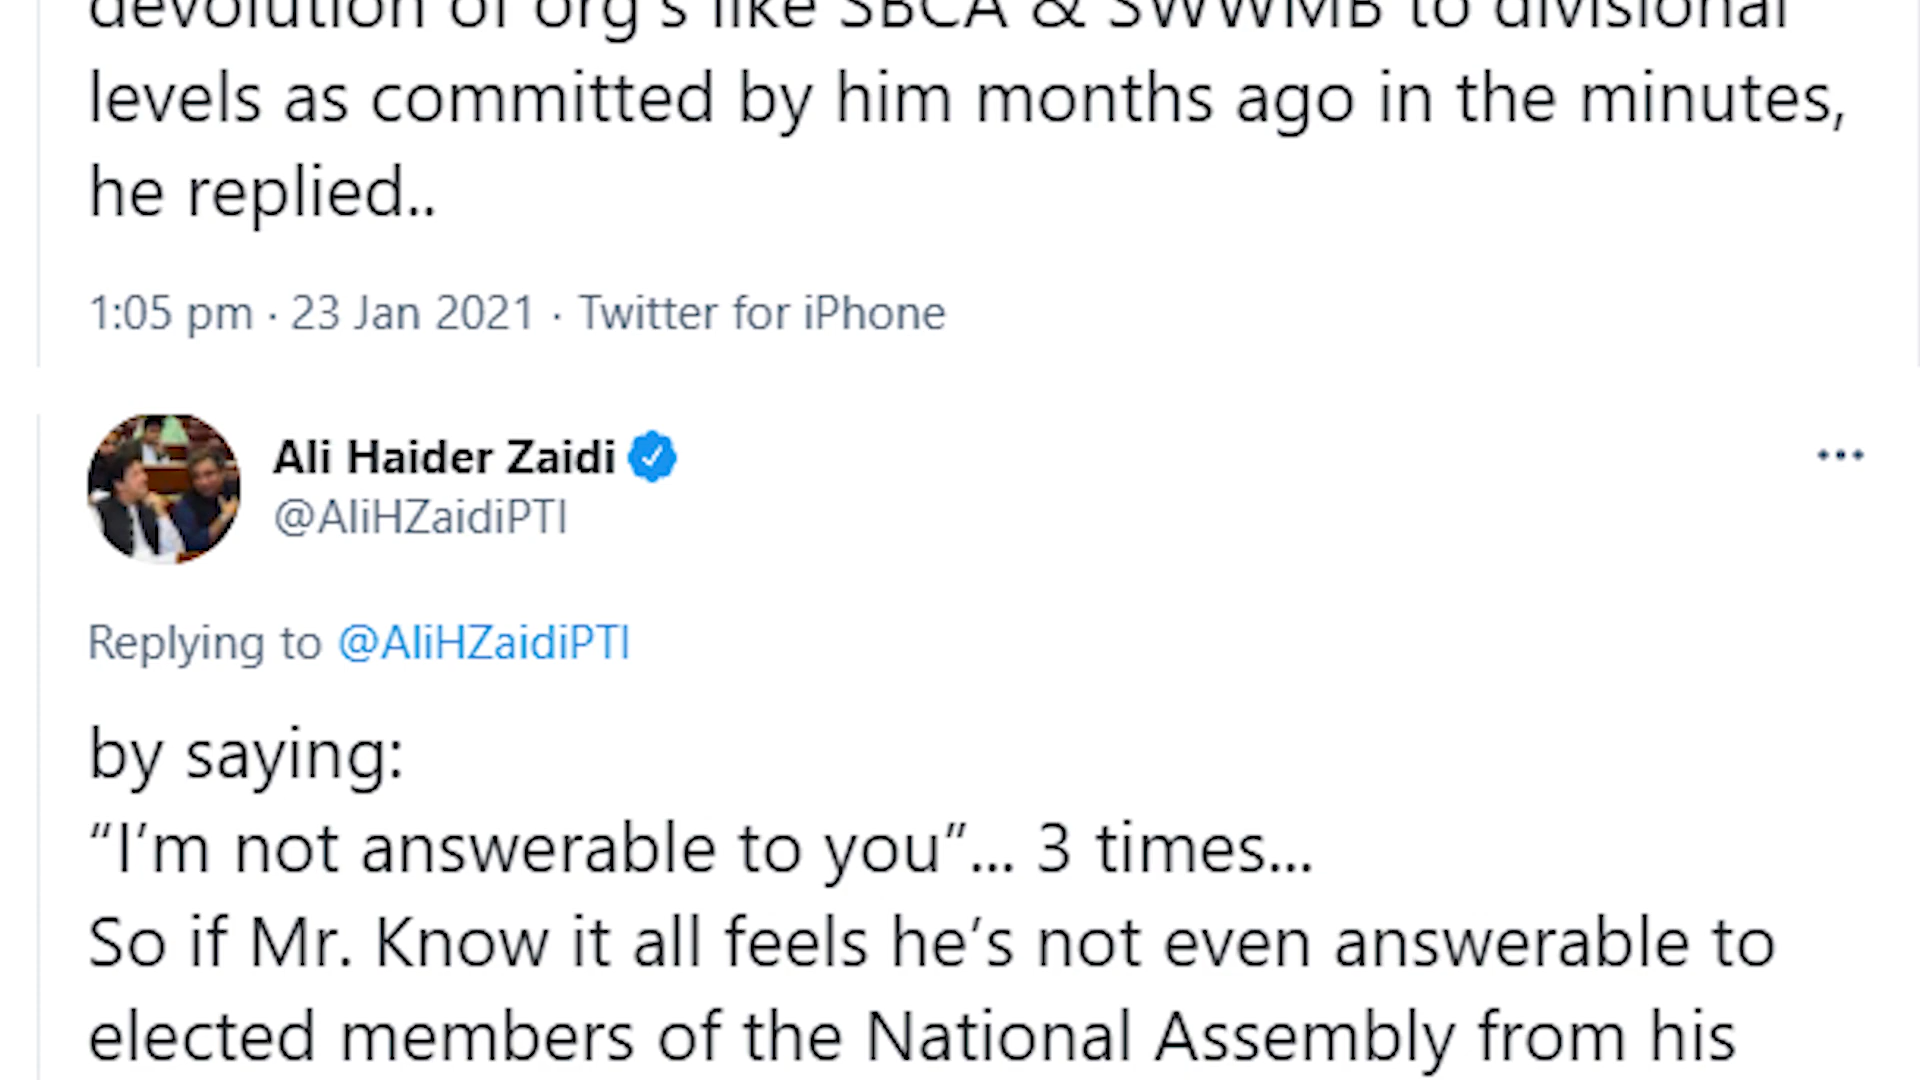 devolution of org's like SBCA & SWWMB to divisional
levels as committed by him months ago in the minutes,
he replied..
1:05 pm · 23 Jan 2021 · Twitter for iPhone
Ali Haider Zaidi
@AliHZaidiPTI
Replying to @AliHZaidiPTI
by saying:
“I’m not answerable to you”... 3 times...
So if Mr. Know it all feels he’s not even answerable to
elected members of the National Assembly from his